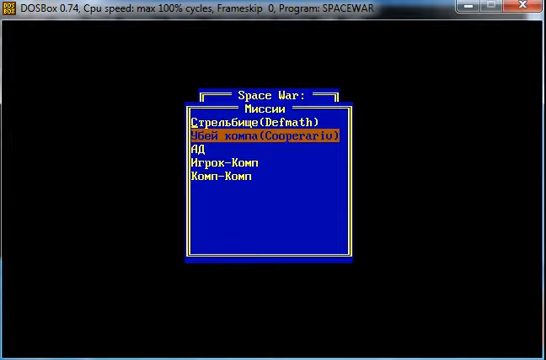 DOSBox 0.74, Cpu speed: max 100% cycles, Frameskip 0, Program: SPACEWAR
Space War:
Миссии
Стрельбище(Defmath)
Убей компа(Cooperariv)
АД
Игрок-Комп
Комп-Комп